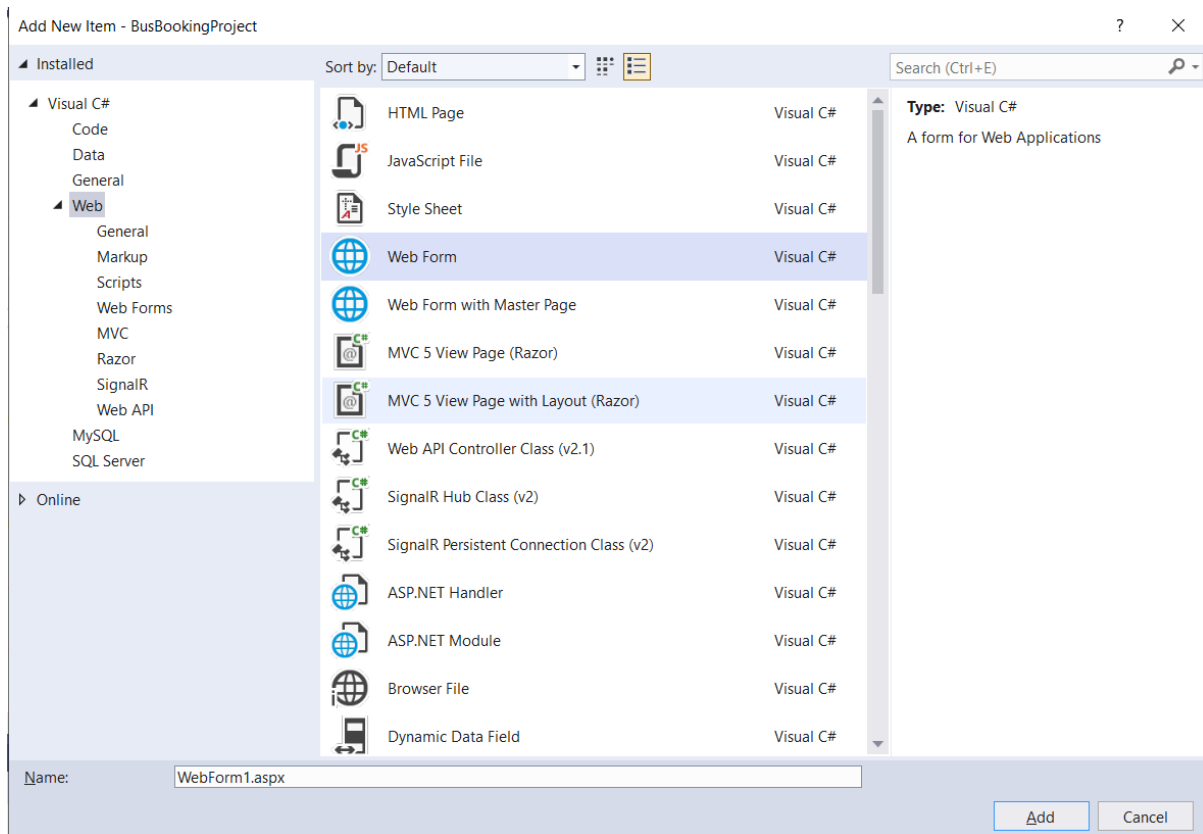 Add New Item - BusBookingProject
?
Installed
Sort by: Default
Search (Ctrl+E)
Visual C#
Code
Data
General
Web
General
Markup
Scripts
Web Forms
MVC
Razor
SignalR
Web API
MySQL
SQL Server
Online
HTML Page Visual C#
JavaScript File Visual C#
Style Sheet Visual C#
Web Form Visual C#
Web Form with Master Page Visual C#
MVC 5 View Page (Razor) Visual C#
MVC 5 View Page with Layout (Razor) Visual C#
Web API Controller Class (v2.1) Visual C#
SignalR Hub Class (v2) Visual C#
SignalR Persistent Connection Class (v2) Visual C#
ASP.NET Handler Visual C#
ASP.NET Module Visual C#
Browser File Visual C#
Dynamic Data Field Visual C#
Type: Visual C#
A form for Web Applications
Name: WebForm1.aspx
Add Cancel